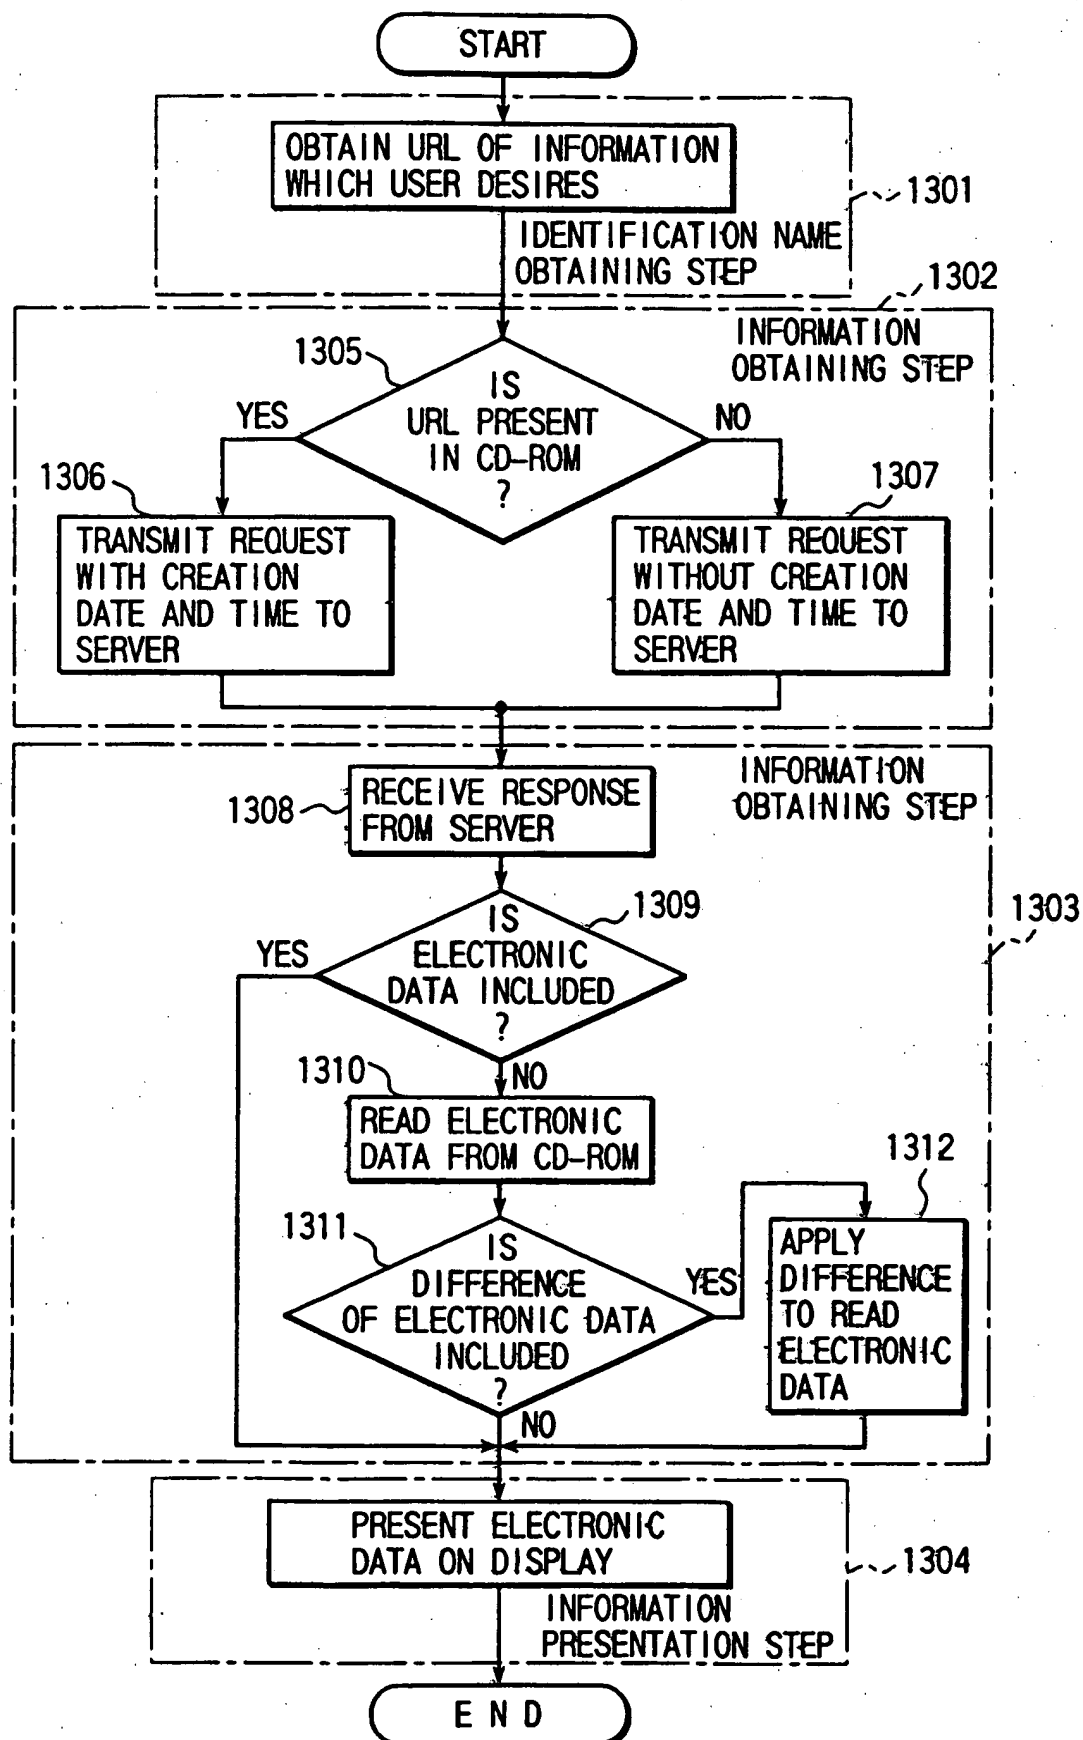 START
OBTAIN URL OF INFORMATION
WHICH USER DESIRES
1301
IDENTIFICATION NAME
OBTAINING STEP
1302
INFORMATION
OBTAINING STEP
1305
IS
URL PRESENT
IN CD-ROM
?
YES
NO
1306
1307
TRANSMIT REQUEST
WITH CREATION
DATE AND TIME TO
SERVER
TRANSMIT REQUEST
WITHOUT CREATION
DATE AND TIME TO
SERVER
INFORMATION
OBTAINING STEP
1308
RECEIVE RESPONSE
FROM SERVER
1309
1303
IS
ELECTRONIC
DATA INCLUDED
?
YES
NO
1310
READ ELECTRONIC
DATA FROM CD-ROM
1312
1311
IS
DIFFERENCE
OF ELECTRONIC DATA
INCLUDED
?
YES
APPLY
DIFFERENCE
TO READ
ELECTRONIC
DATA
NO
PRESENT ELECTRONIC
DATA ON DISPLAY
1304
INFORMATION
PRESENTATION STEP
END